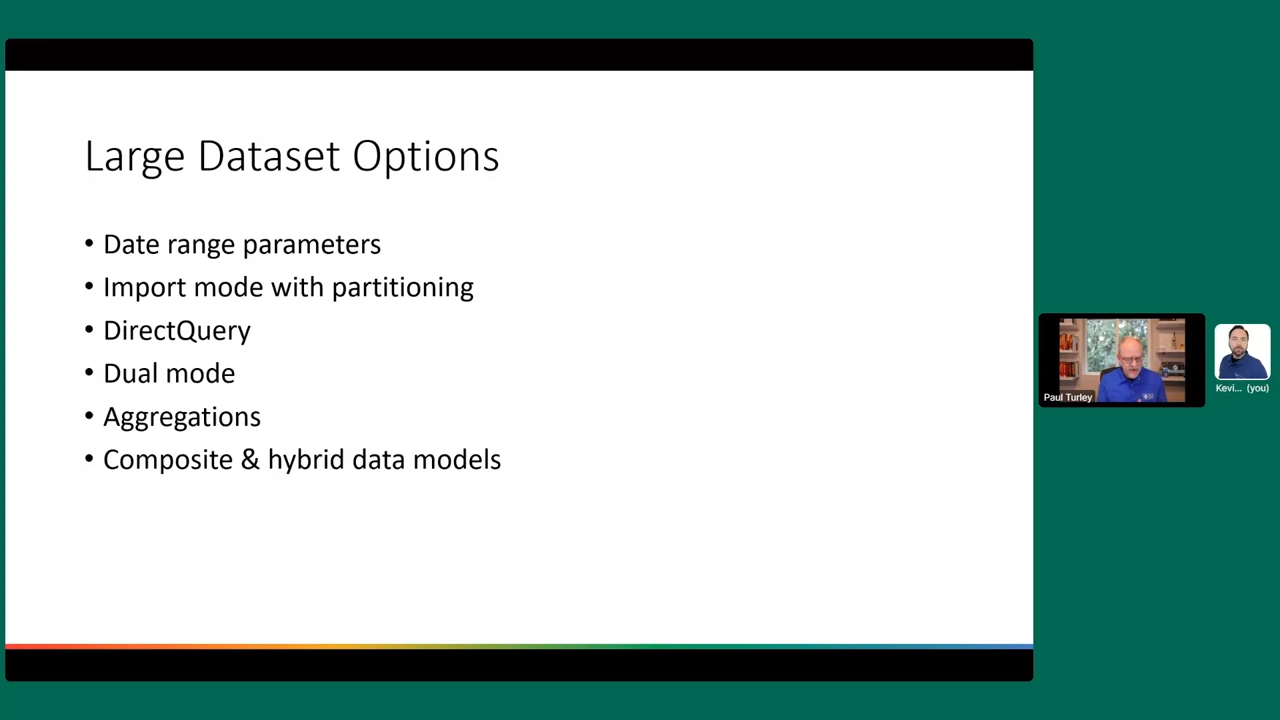 Large Dataset Options
• Date range parameters
• Import mode with partitioning
• DirectQuery
• Dual mode
• Aggregations
• Composite & hybrid data models
Paul Turley
Kevi... (you)